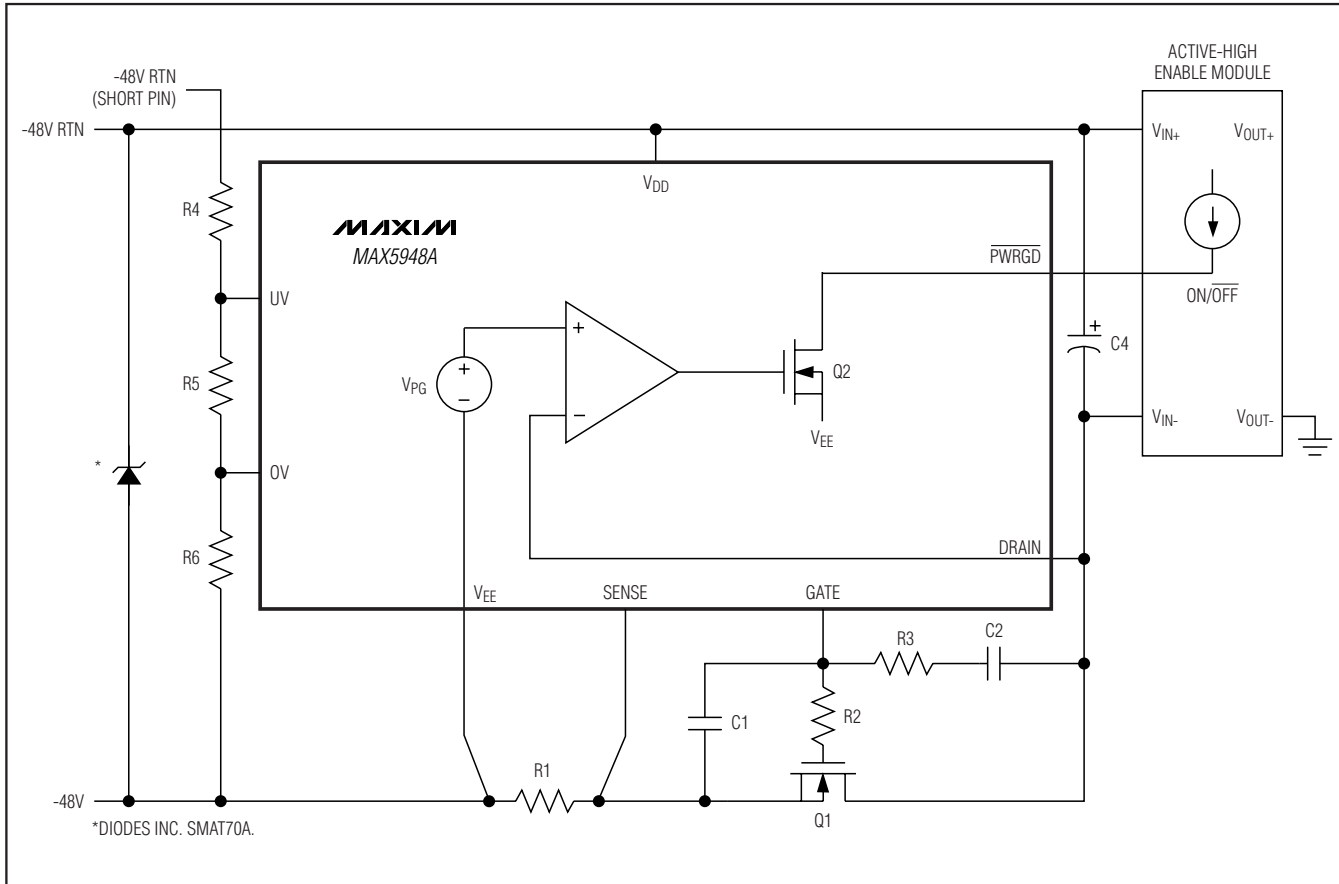 ACTIVE-HIGH
ENABLE MODULE
-48V RTN
(SHORT PIN)
-48V RTN
VIN+
VOUT+
VDD
R4
MAXIM
MAX5948A
PWRGD
ON/OFF
UV
+
+
C4
R5
VPG
+
−
Q2
VEE
VIN-
VOUT-
−
*
OV
R6
DRAIN
VEE
SENSE
GATE
R3
C2
C1
R2
R1
-48V
Q1
*DIODES INC. SMAT70A.